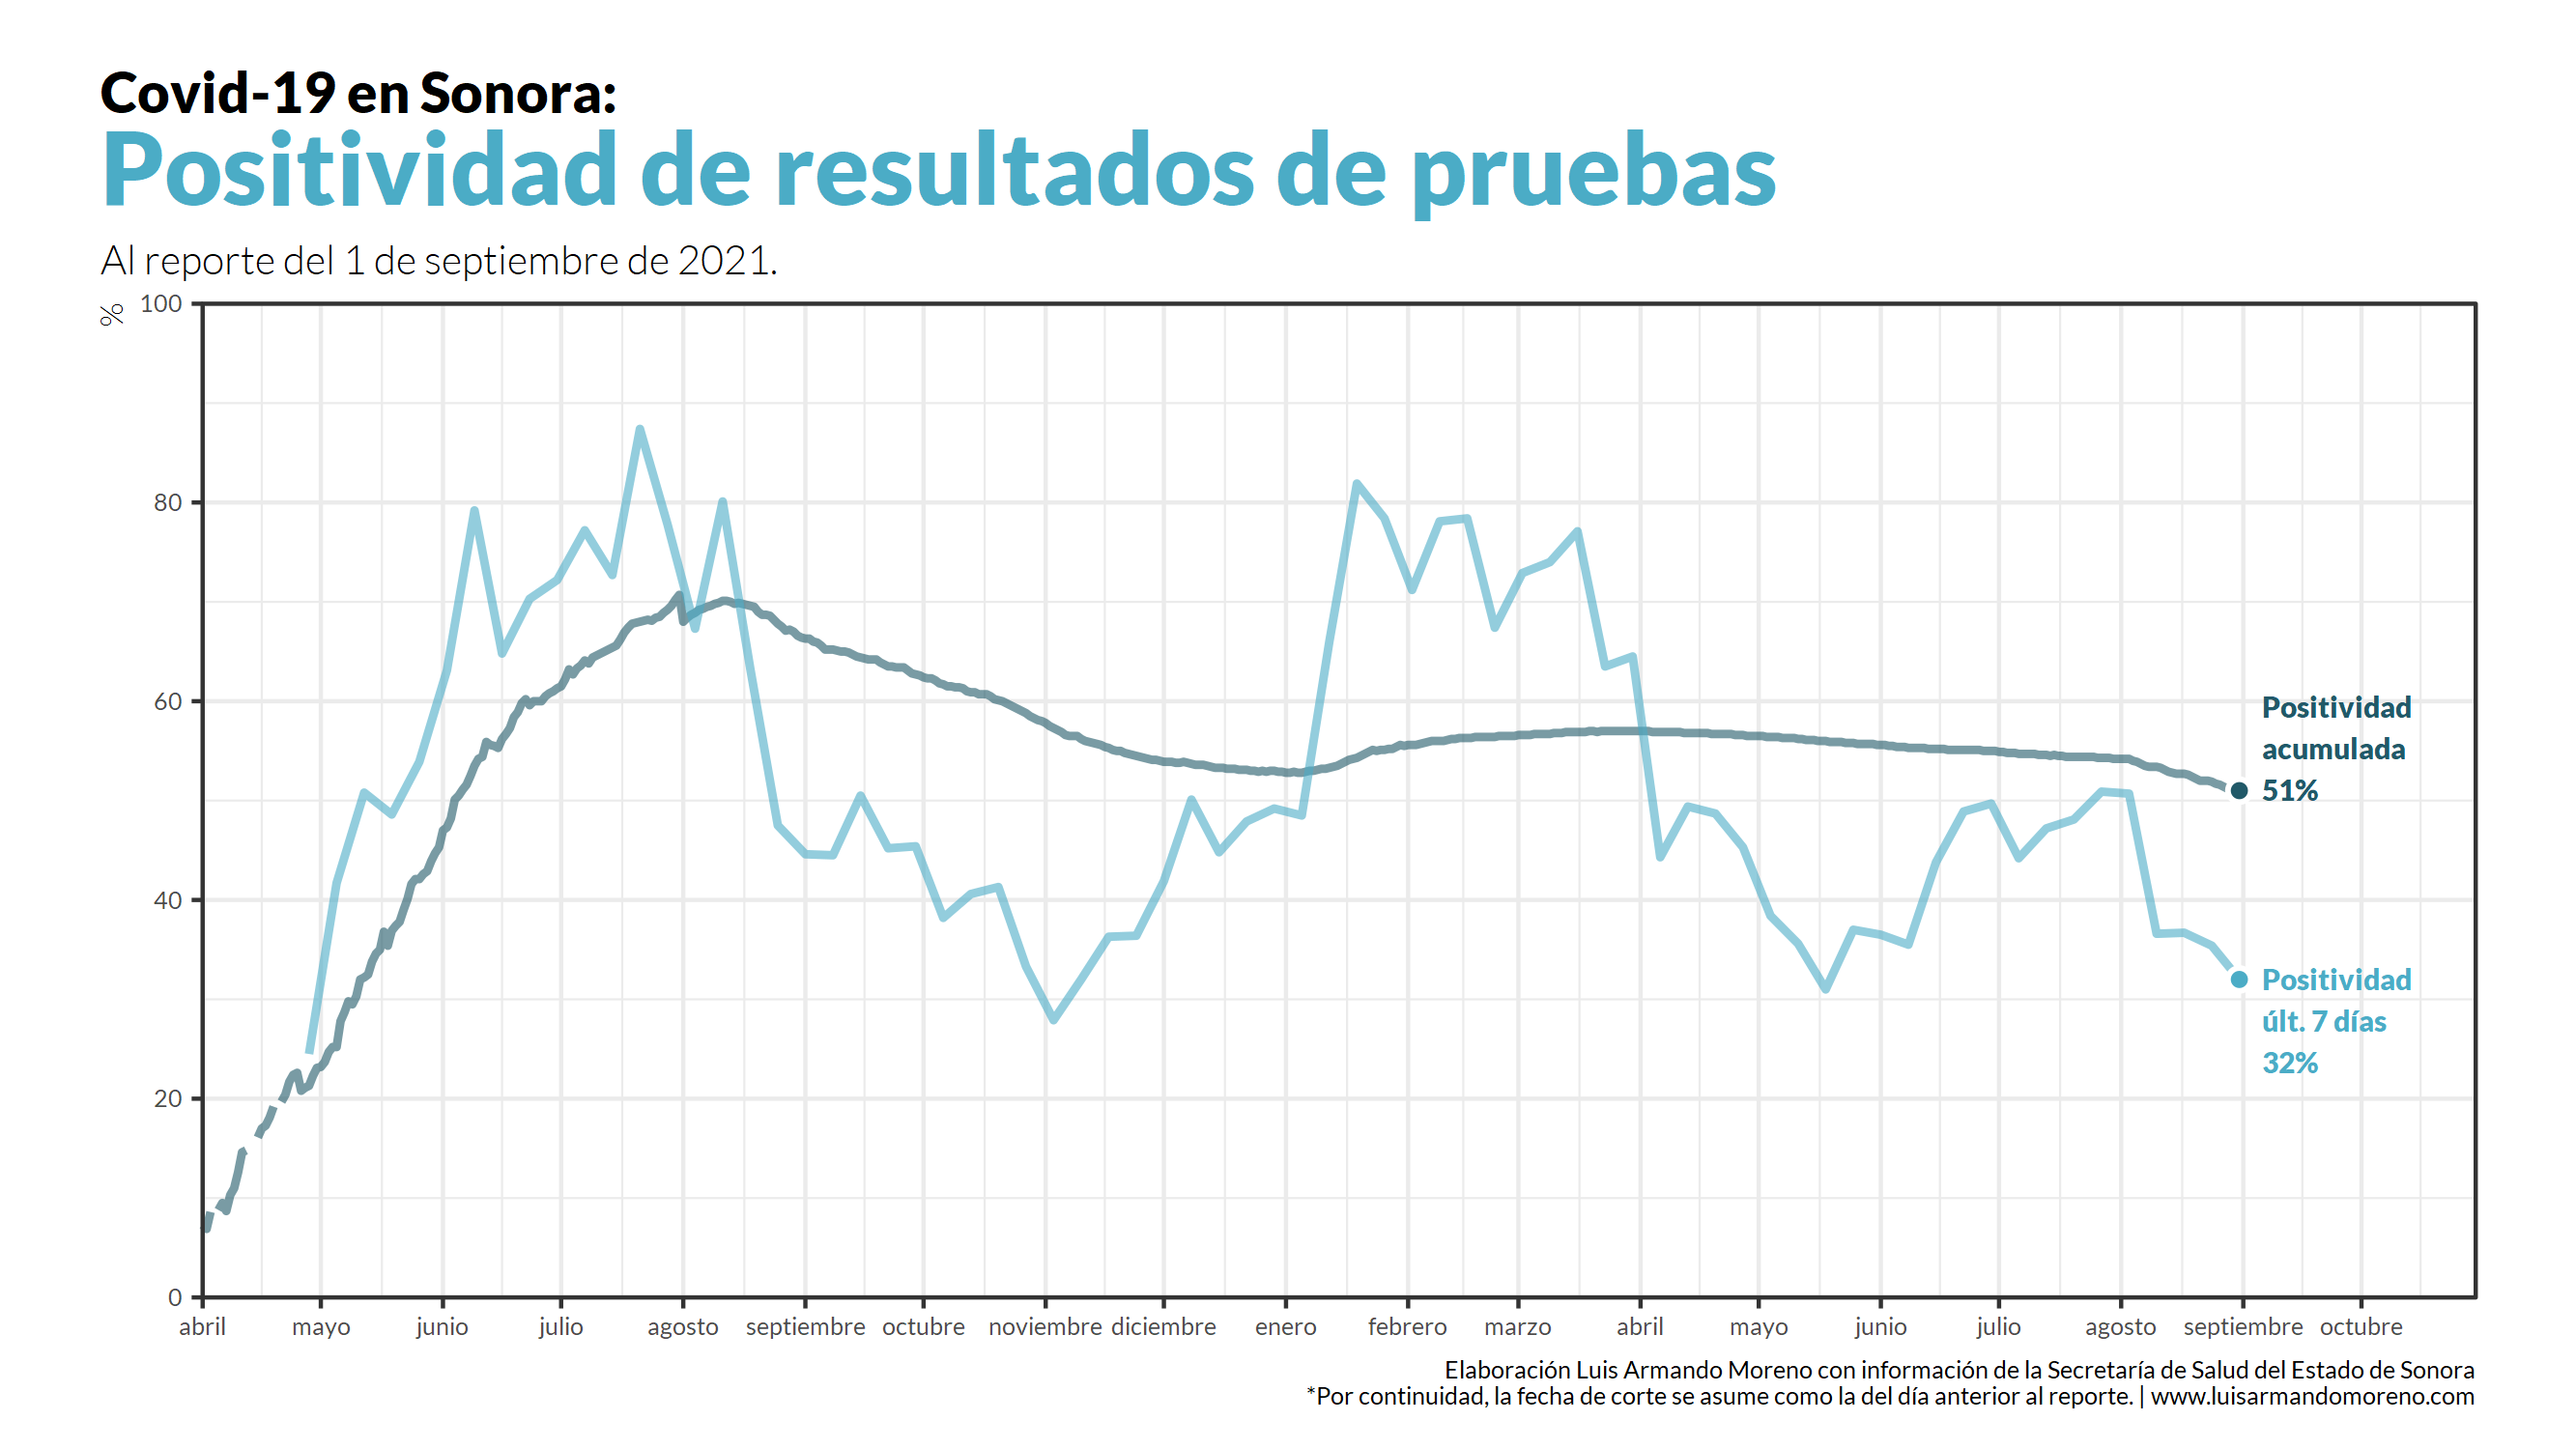 Covid-19 en Sonora:
Positividad de resultados de pruebas
Al reporte del 1 de septiembre de 2021.
%
100
80
60
40
20
0
Positividad
acumulada
51%
Positividad
últ. 7 días
32%
abril mayo junio julio agosto septiembre octubre noviembre diciembre enero febrero marzo abril mayo junio julio agosto septiembre octubre
Elaboración Luis Armando Moreno con información de la Secretaría de Salud del Estado de Sonora
*Por continuidad, la fecha de corte se asume como la del día anterior al reporte. | www.luisarmandomoreno.com